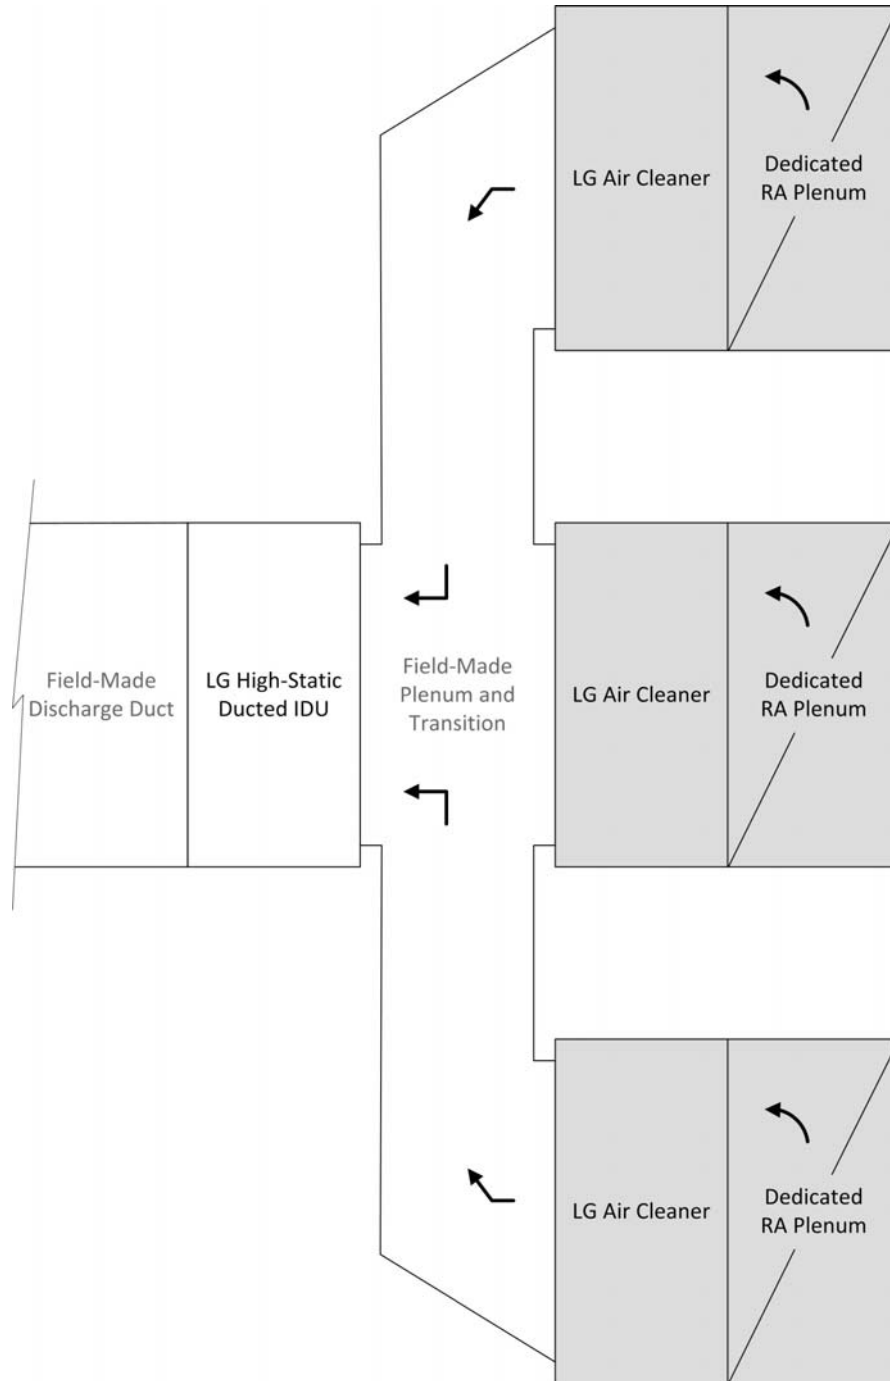 LG Air Cleaner
Dedicated
RA Plenum
Field-Made
Discharge Duct
LG High-Static
Ducted IDU
Field-Made
Plenum and
Transition
LG Air Cleaner
Dedicated
RA Plenum
LG Air Cleaner
Dedicated
RA Plenum